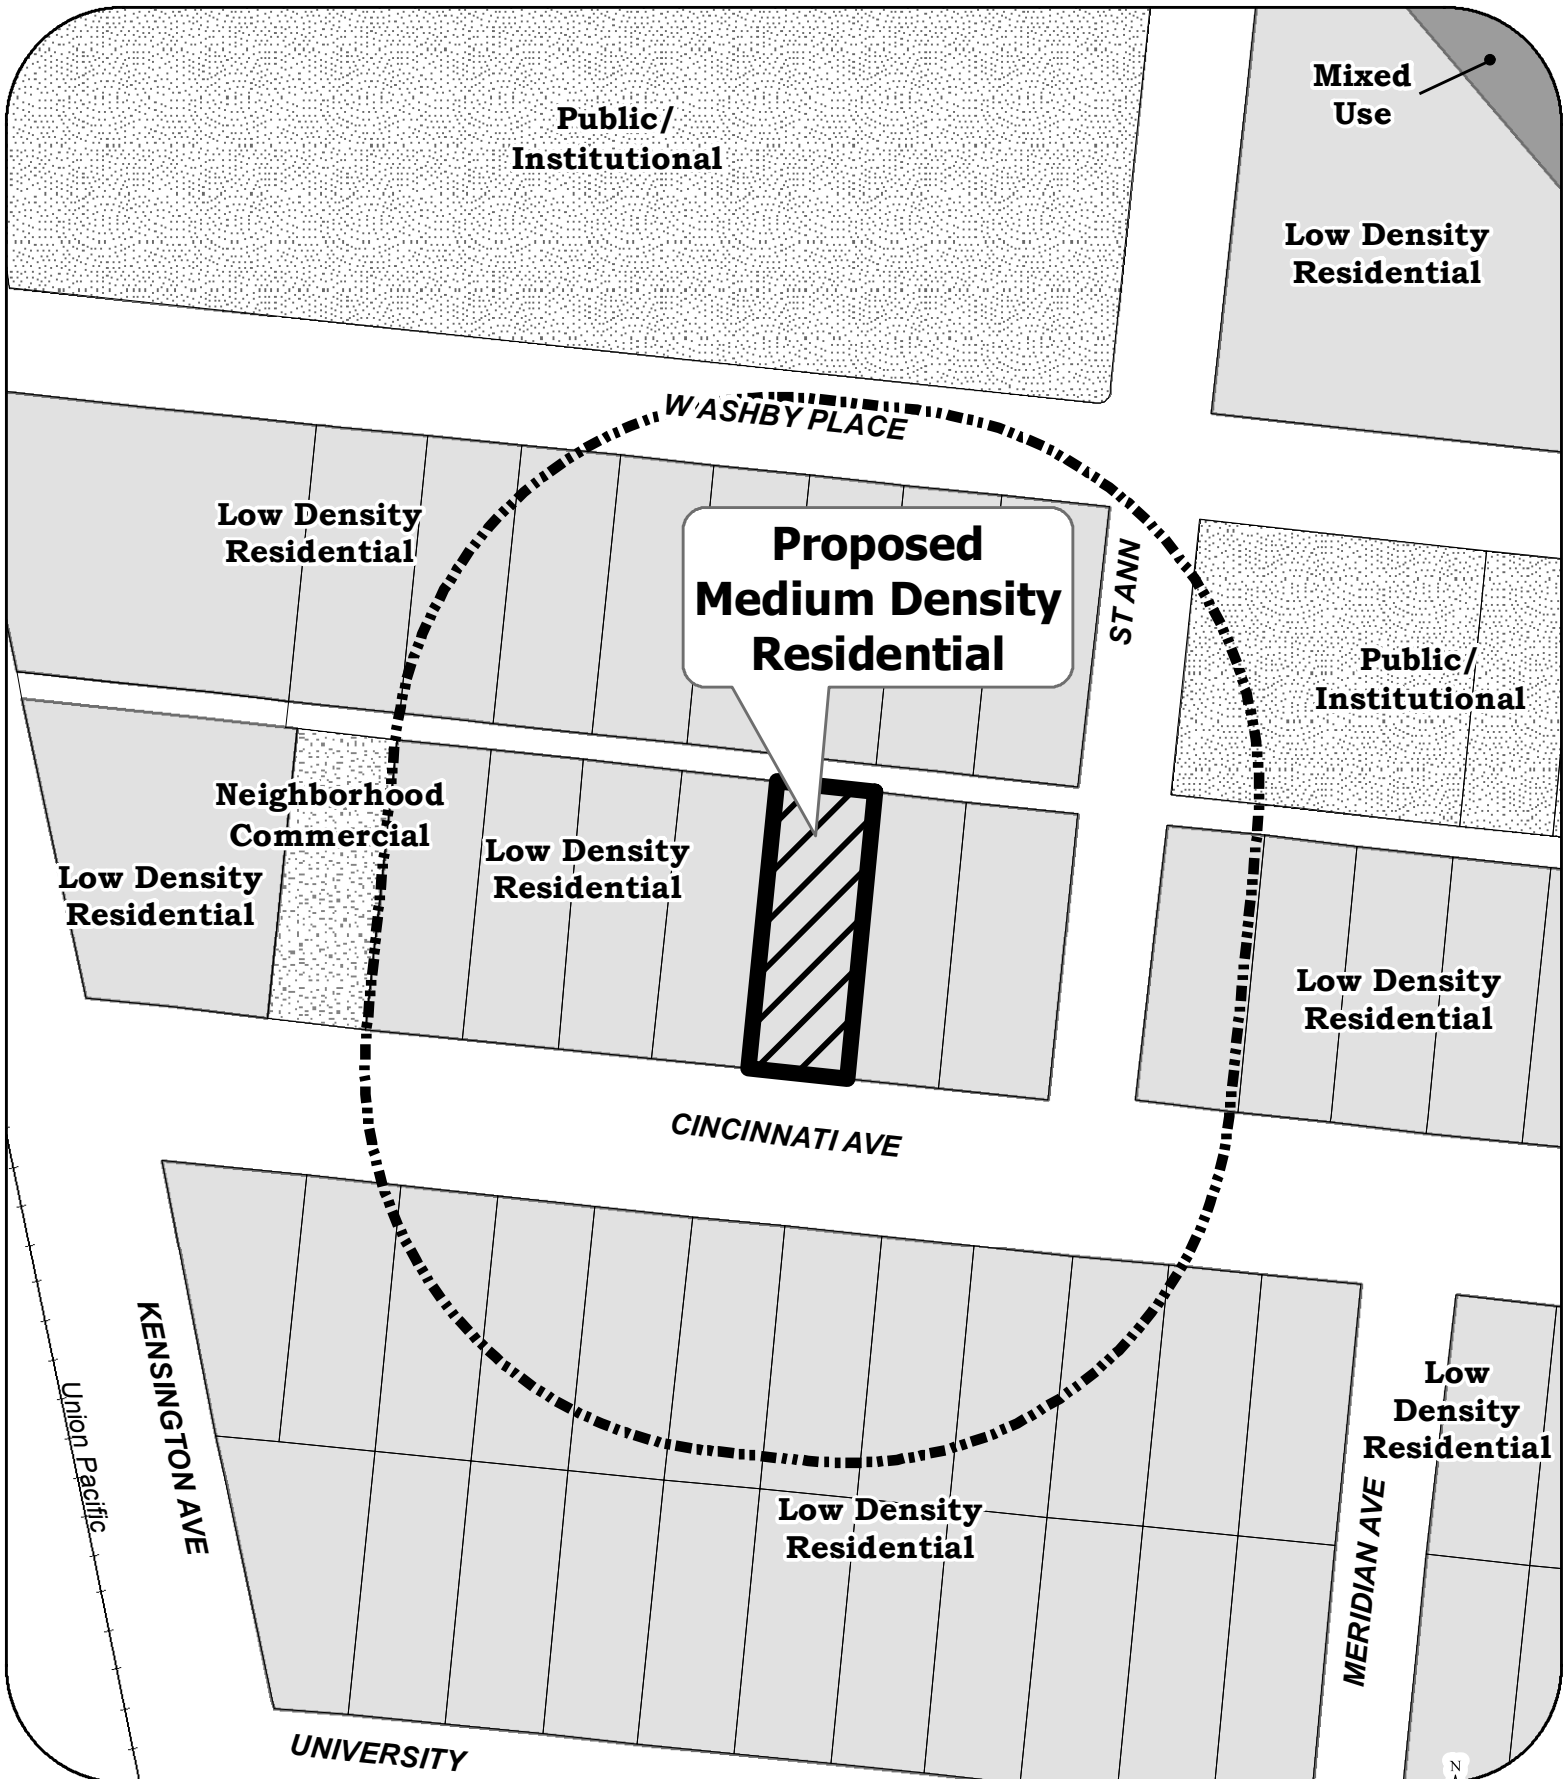 Mixed
Use
Public/
Institutional
Low Density
Residential
W ASHBY PLACE
Low Density
Residential
Proposed
Medium Density
Residential
ST ANN
Public/
Institutional
Neighborhood
Commercial
Low Density
Residential
Low Density
Residential
Low Density
Residential
CINCINNATI AVE
KENSINGTON AVE
Union Pacific
Low
Density
Residential
Low Density
Residential
MERIDIAN AVE
UNIVERSITY
N